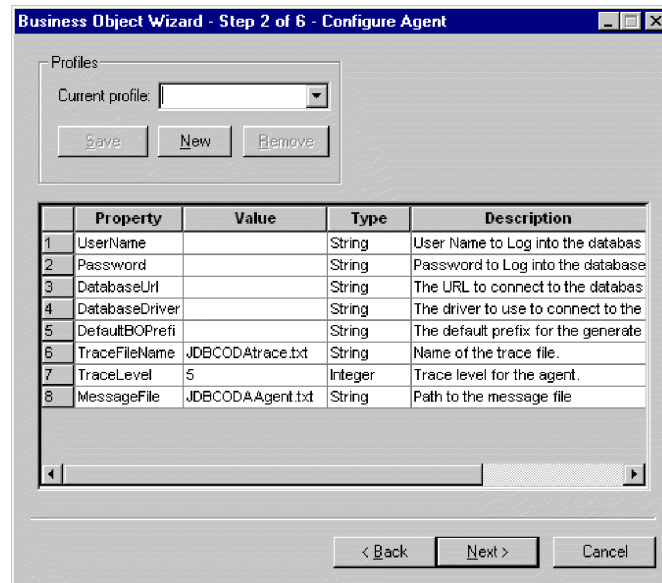 Business Object Wizard - Step 2 of 6 - Configure Agent
Profiles
Current profile:
Save New Remove
Property Value Type Description
1 UserName String User Name to Log into the databas
2 Password String Password to Log into the database
3 DatabaseUrl String The URL to connect to the databas
4 DatabaseDriver String The driver to use to connect to the
5 DefaultBOPrefi String The default prefix for the generate
6 TraceFileName JDBCODAtrace.txt String Name of the trace file.
7 TraceLevel 5 Integer Trace level for the agent.
8 MessageFile JDBCODAAgent.txt String Path to the message file
< Back Next > Cancel